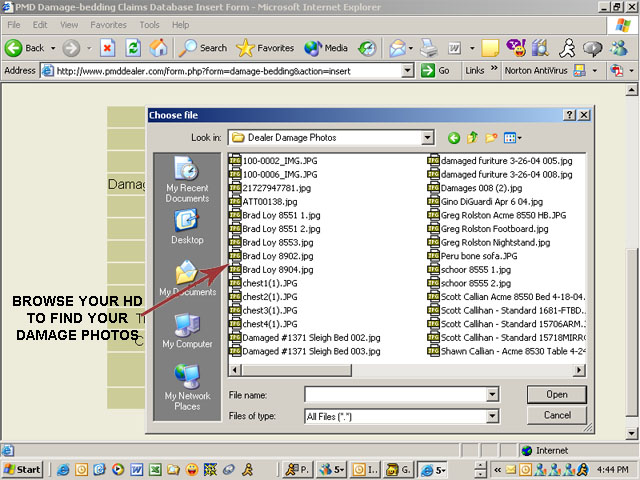 PMD Damage-bedding Claims Database Insert Form - Microsoft Internet Explorer
File Edit View Favorites Tools Help
Back Search Favorites Media
Address http://www.pmddealer.com/form.php?form=damage-bedding&action=insert Go Links » Norton AntiVirus
Choose file
Look in: Dealer Damage Photos
My Recent Documents
Desktop
My Documents
My Computer
My Network Places
100-0002_IMG.JPG
100-0006_IMG.JPG
21727947781.jpg
ATT00138.jpg
Brad Loy 8551 1.jpg
Brad Loy 8551 2.jpg
Brad Loy 8553.jpg
Brad Loy 8902.jpg
Brad Loy 8904.jpg
chest1(1).JPG
chest2(1).JPG
chest3(1).JPG
chest4(1).JPG
Damaged #1371 Sleigh Bed 002.jpg
Damaged #1371 Sleigh Bed 003.jpg
damaged furiture 3-26-04 005.jpg
damaged furiture 3-26-04 008.jpg
Damages 008 (2).jpg
Gino DiGuardi Apr 6 04.jpg
Greg Rolston Acme 8550 HB.JPG
Greg Rolston Footboard.jpg
Greg Rolston Nightstand.jpg
Peru bone sofa.JPG
schoor 8555 1.jpg
schoor 8555 2.jpg
Scott Callian Acme 8550 Bed 4-18-04.
Scott Callihan - Standard 1681-FTBD..
Scott Callihan - Standard 15706ARM.J
Scott Callihan - Standard 15718MIRRO
Shawn Callian - Acme 8530 Table 4-24
File name: Open
Files of type: All Files (*.*) Cancel
Damag
BROWSE YOUR HD
TO FIND YOUR T
DAMAGE PHOTOS C
Internet
Start P. 5 I.. G. 5 « 4:44 PM